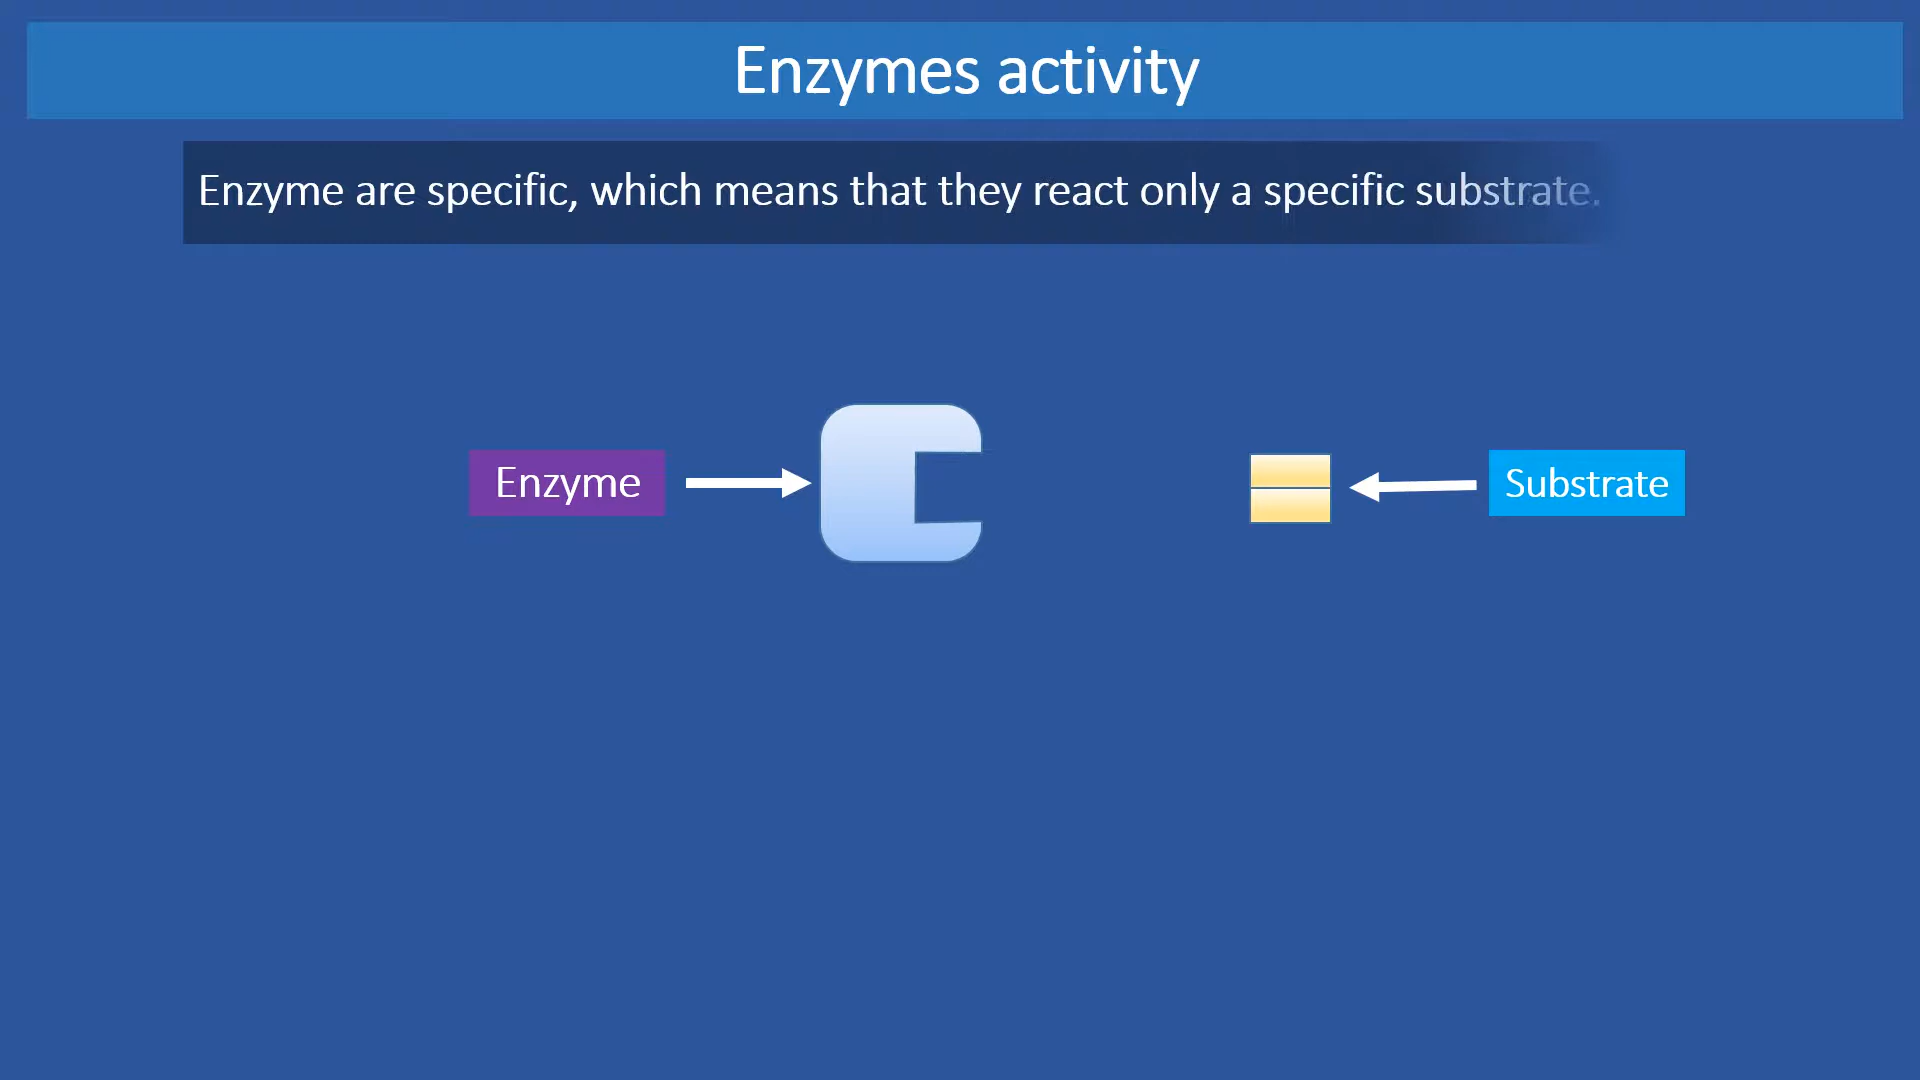 Enzymes activity
Enzyme are specific, which means that they react only a specific substrate.
Enzyme
Substrate